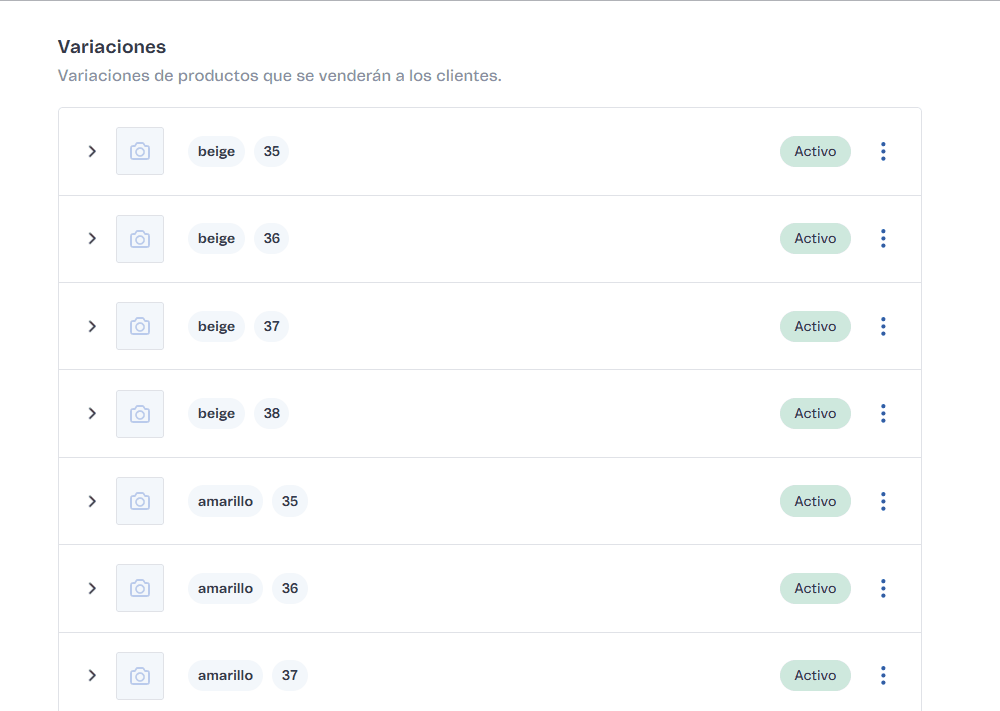 Variaciones
Variaciones de productos que se venderán a los clientes.
beige 35 Activo
beige 36 Activo
beige 37 Activo
beige 38 Activo
amarillo 35 Activo
amarillo 36 Activo
amarillo 37 Activo